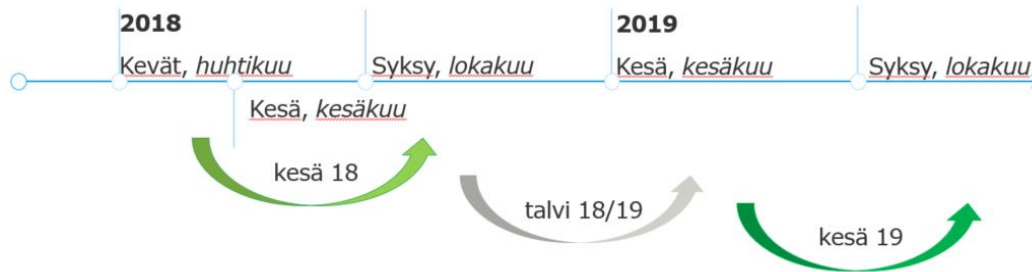 2018
2019
Kevät, huhtikuu
Syksy, lokakuu
Kesä, kesäkuu
Syksy, lokakuu
Kesä, kesäkuu
kesä 18
talvi 18/19
kesä 19